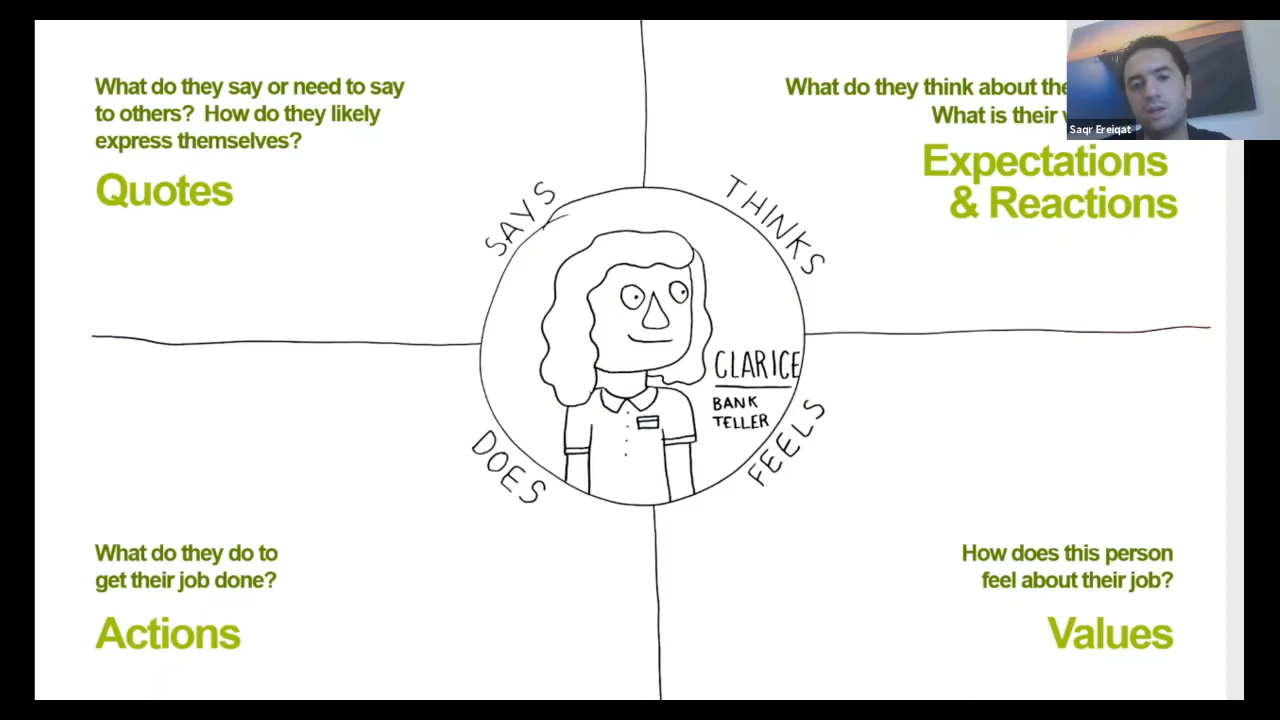 What do they say or need to say
to others? How do they likely
express themselves?
Quotes
What do they think about the
What is their
Expectations
& Reactions
Saqr Ereiqat
SAYS
THINKS
CLARICE
BANK
TELLER
DOES
FEELS
What do they do to
get their job done?
Actions
How does this person
feel about their job?
Values